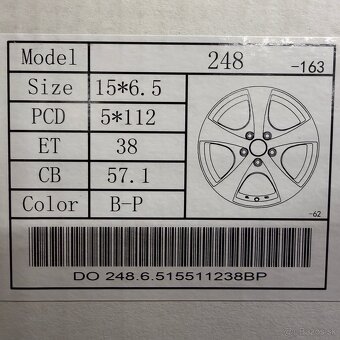 Model 248 -163
Size 15*6.5
PCD 5*112
ET 38
CB 57.1
Color B-P
-62
DO 248.6.515511238BP